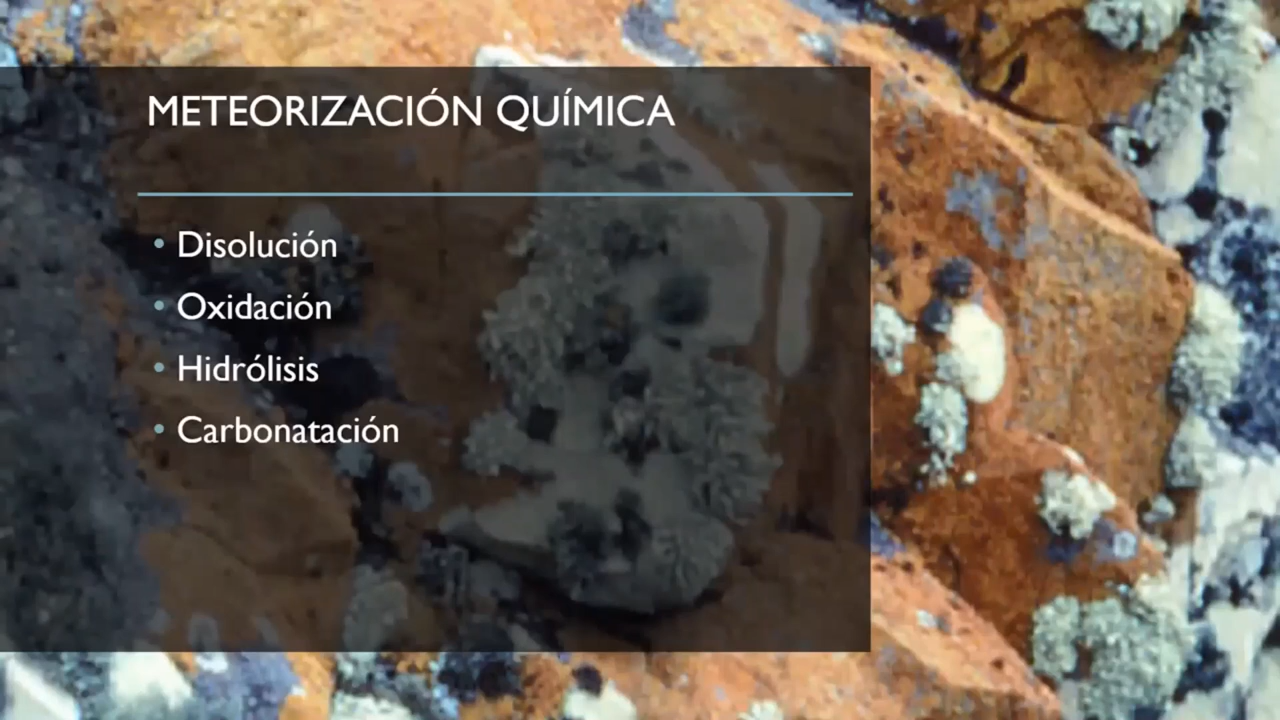 METEORIZACIÓN QUÍMICA
• Disolución
• Oxidación
• Hidrólisis
• Carbonatación